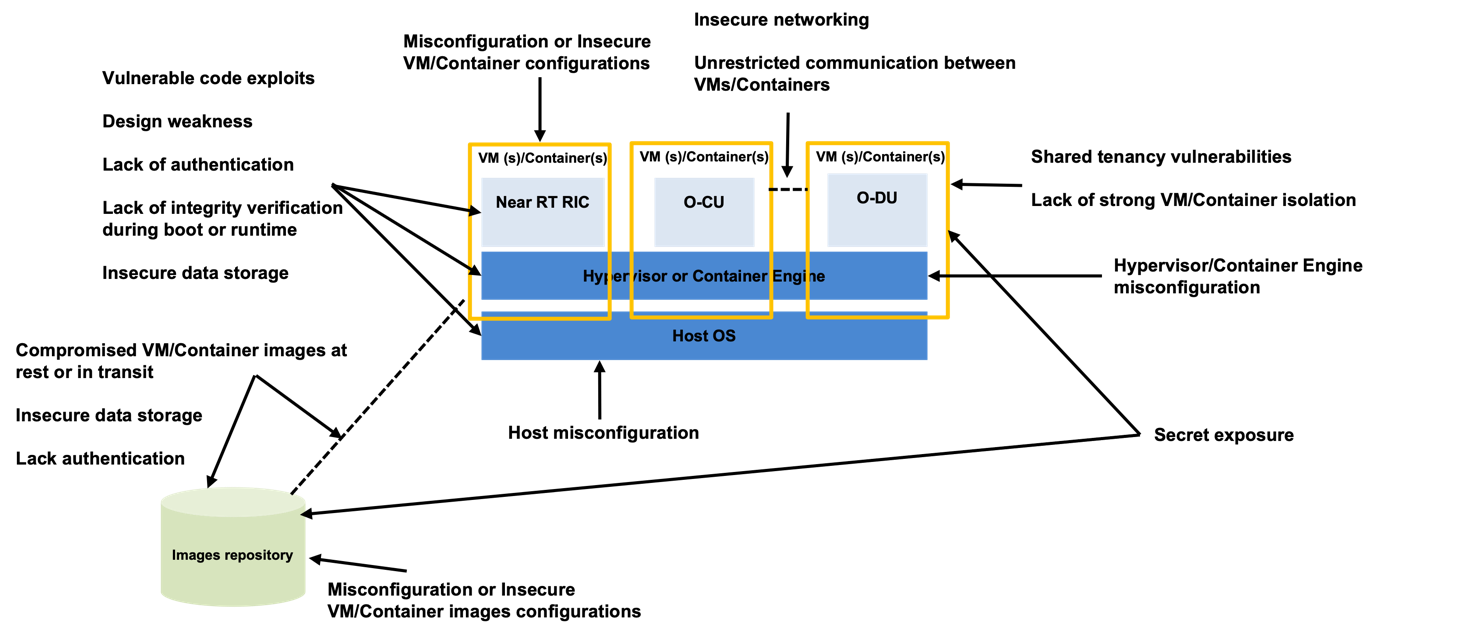 Insecure networking
Misconfiguration or Insecure
VM/Container configurations
Unrestricted communication between
VMs/Containers
Vulnerable code exploits
Design weakness
Lack of authentication
Lack of integrity verification
during boot or runtime
Insecure data storage
VM (s)/Container(s)
VM (s)/Container(s)
VM (s)/Container(s)
Near RT RIC
O-CU
O-DU
Shared tenancy vulnerabilities
Lack of strong VM/Container isolation
Hypervisor or Container Engine
Hypervisor/Container Engine
misconfiguration
Host OS
Compromised VM/Container images at
rest or in transit
Insecure data storage
Lack authentication
Host misconfiguration
Secret exposure
Images repository
Misconfiguration or Insecure
VM/Container images configurations